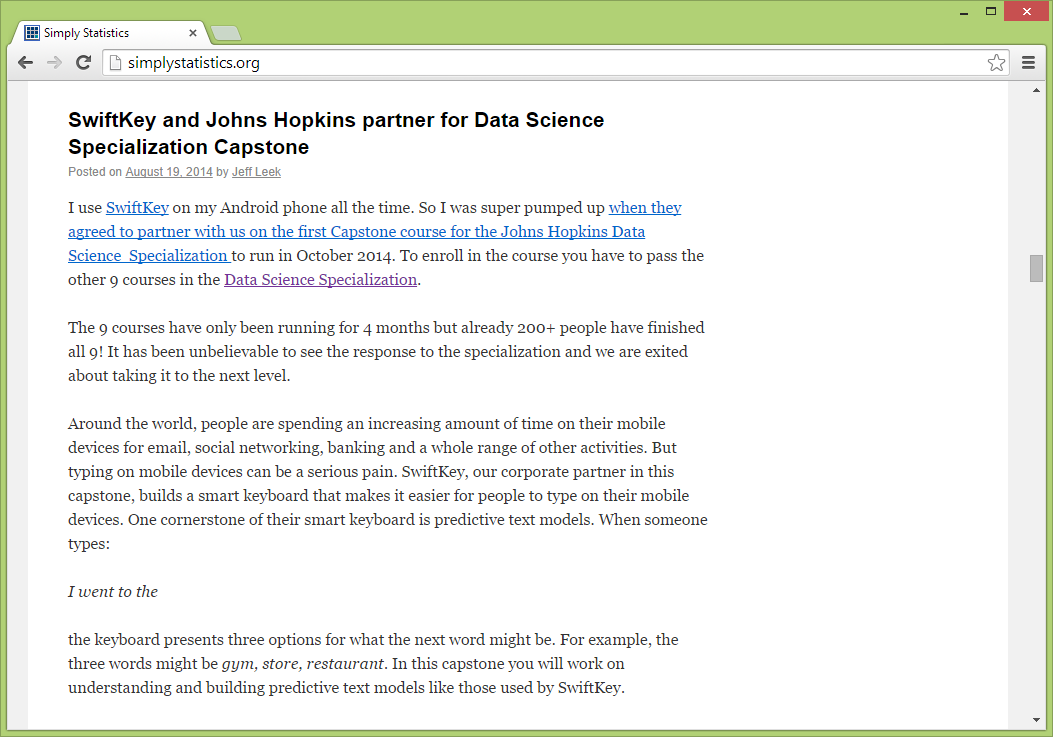 Simply Statistics
simplystatistics.org
SwiftKey and Johns Hopkins partner for Data Science
Specialization Capstone
Posted on August 19, 2014 by Jeff Leek
I use SwiftKey on my Android phone all the time. So I was super pumped up when they
agreed to partner with us on the first Capstone course for the Johns Hopkins Data
Science  Specialization to run in October 2014. To enroll in the course you have to pass the
other 9 courses in the Data Science Specialization.
The 9 courses have only been running for 4 months but already 200+ people have finished
all 9! It has been unbelievable to see the response to the specialization and we are exited
about taking it to the next level.
Around the world, people are spending an increasing amount of time on their mobile
devices for email, social networking, banking and a whole range of other activities. But
typing on mobile devices can be a serious pain. SwiftKey, our corporate partner in this
capstone, builds a smart keyboard that makes it easier for people to type on their mobile
devices. One cornerstone of their smart keyboard is predictive text models. When someone
types:
I went to the
the keyboard presents three options for what the next word might be. For example, the
three words might be gym, store, restaurant. In this capstone you will work on
understanding and building predictive text models like those used by SwiftKey.